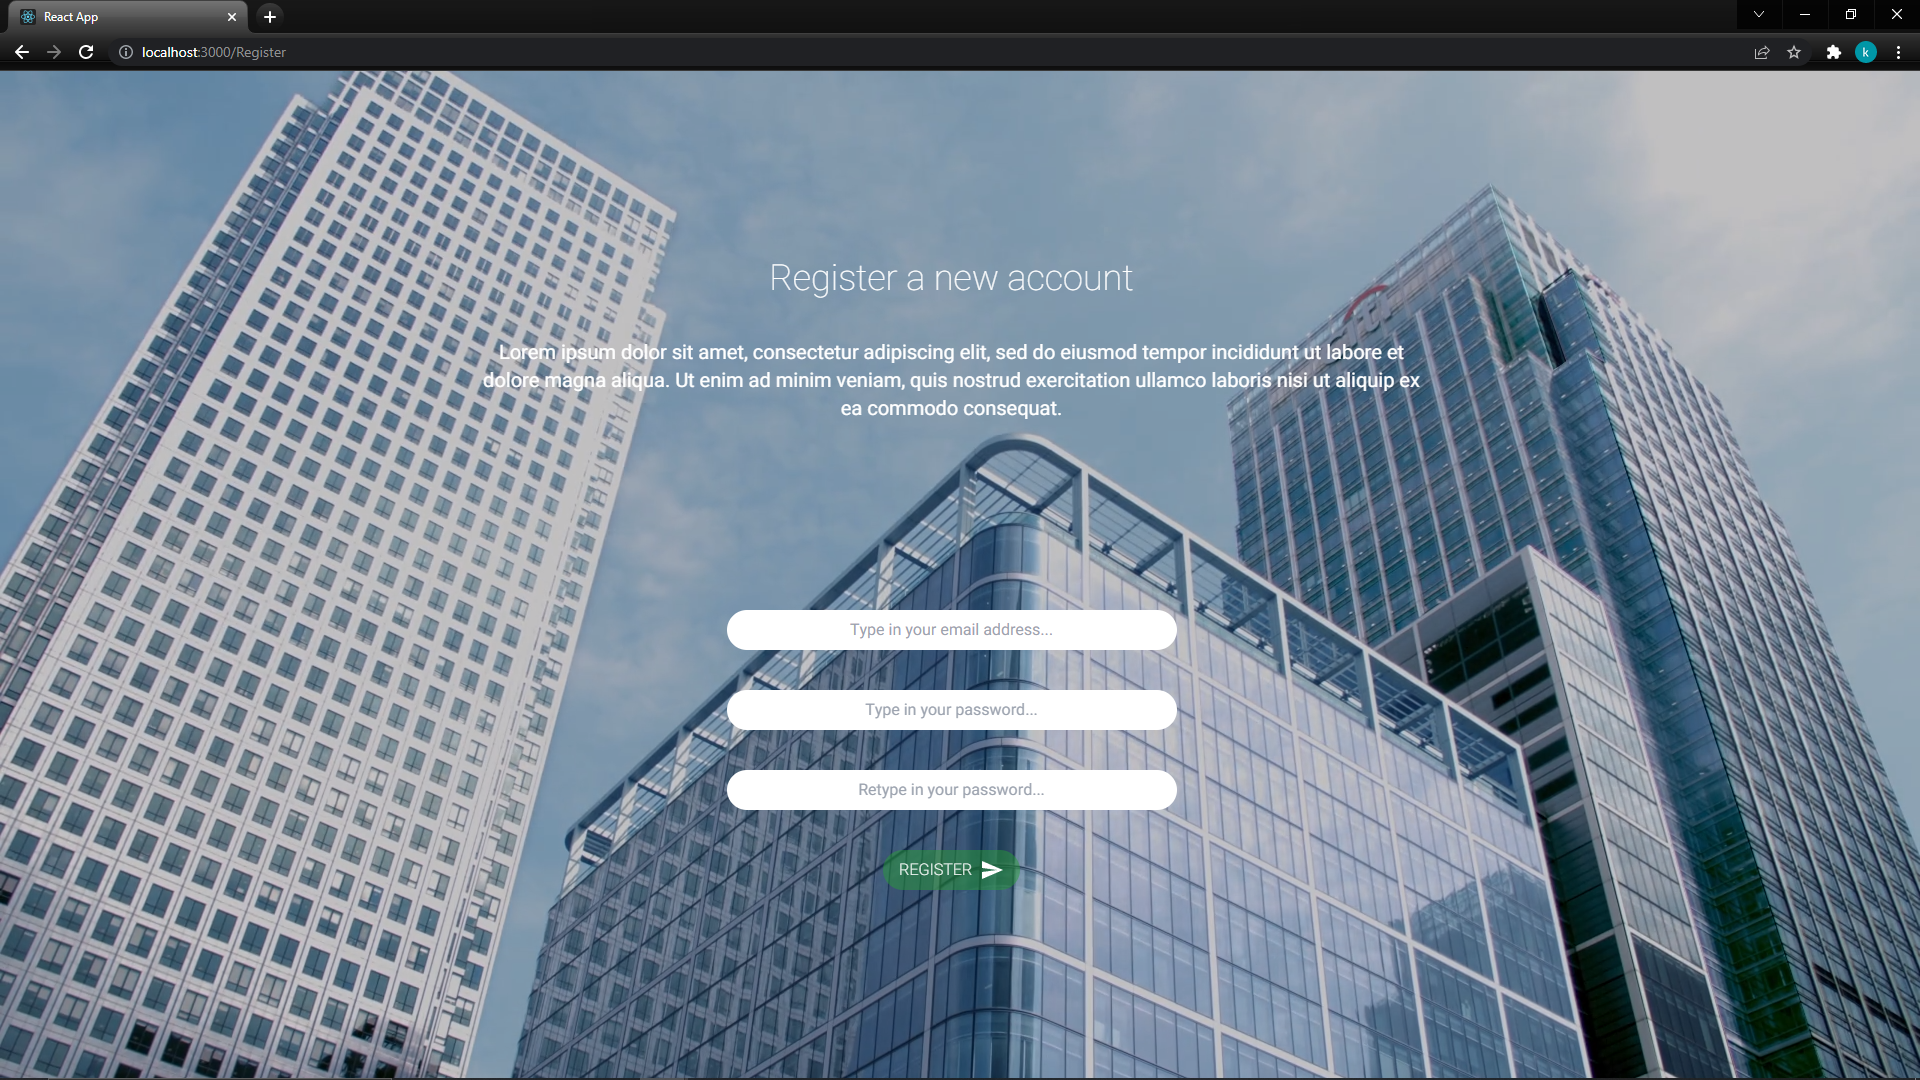 React App
localhost:3000/Register
k
Register a new account
Lorem ipsum dolor sit amet, consectetur adipiscing elit, sed do eiusmod tempor incididunt ut labore et
dolore magna aliqua. Ut enim ad minim veniam, quis nostrud exercitation ullamco laboris nisi ut aliquip ex
ea commodo consequat.
Type in your email address...
Type in your password...
Retype in your password...
REGISTER